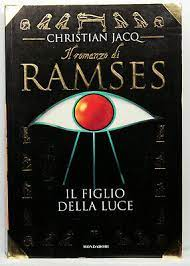 CHRISTIAN JACQ
Il romanzo di
RAMSES
IL FIGLIO
DELLA LUCE
MONDADORI